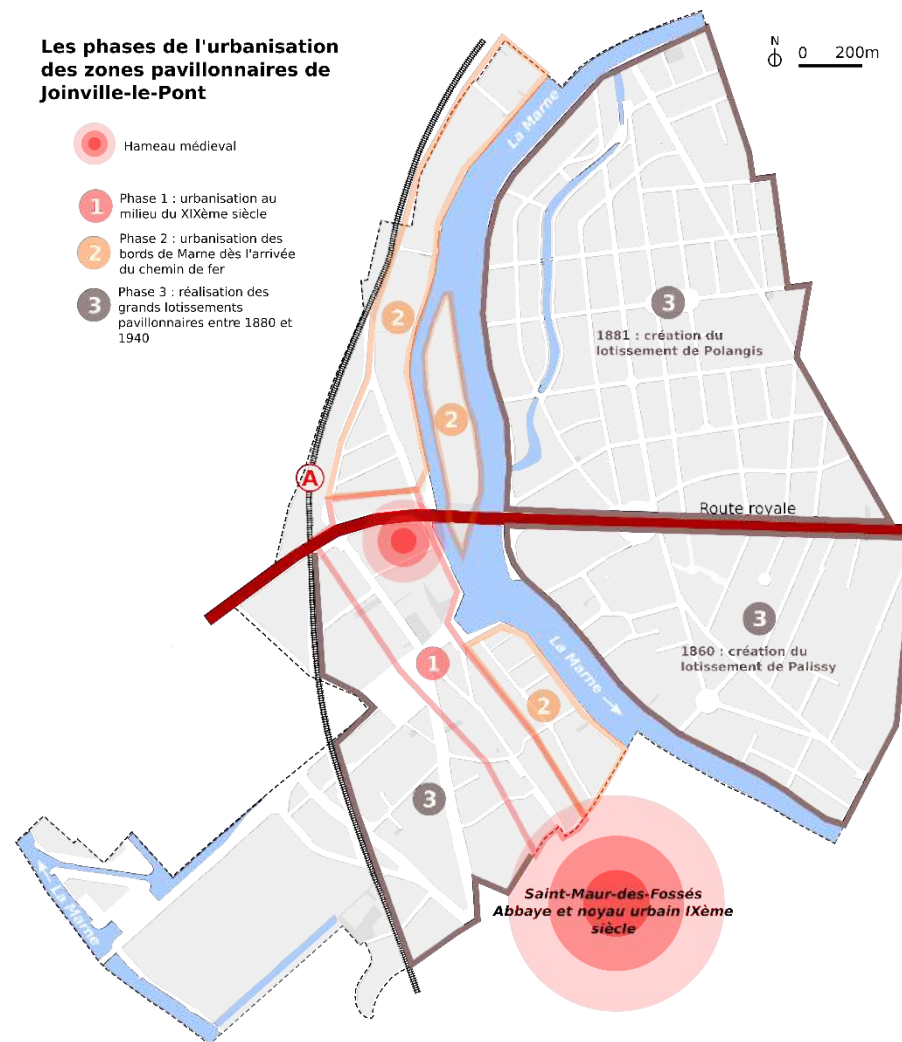 Les phases de l'urbanisation
des zones pavillonnaires de
Joinville-le-Pont
N
0 200m
Hameau médieval
1
Phase 1 : urbanisation au
milieu du XIXème siècle
2
Phase 2 : urbanisation des
bords de Marne dès l'arrivée
du chemin de fer
3
Phase 3 : réalisation des
grands lotissements
pavillonnaires entre 1880 et
1940
La Marne
2
3
1881 : création du
lotissement de Polangis
2
A
Route royale
3
1860 : création du
lotissement de Palissy
1
La Marne
2
3
Saint-Maur-des-Fossés
Abbaye et noyau urbain IXème
siècle
La Marne